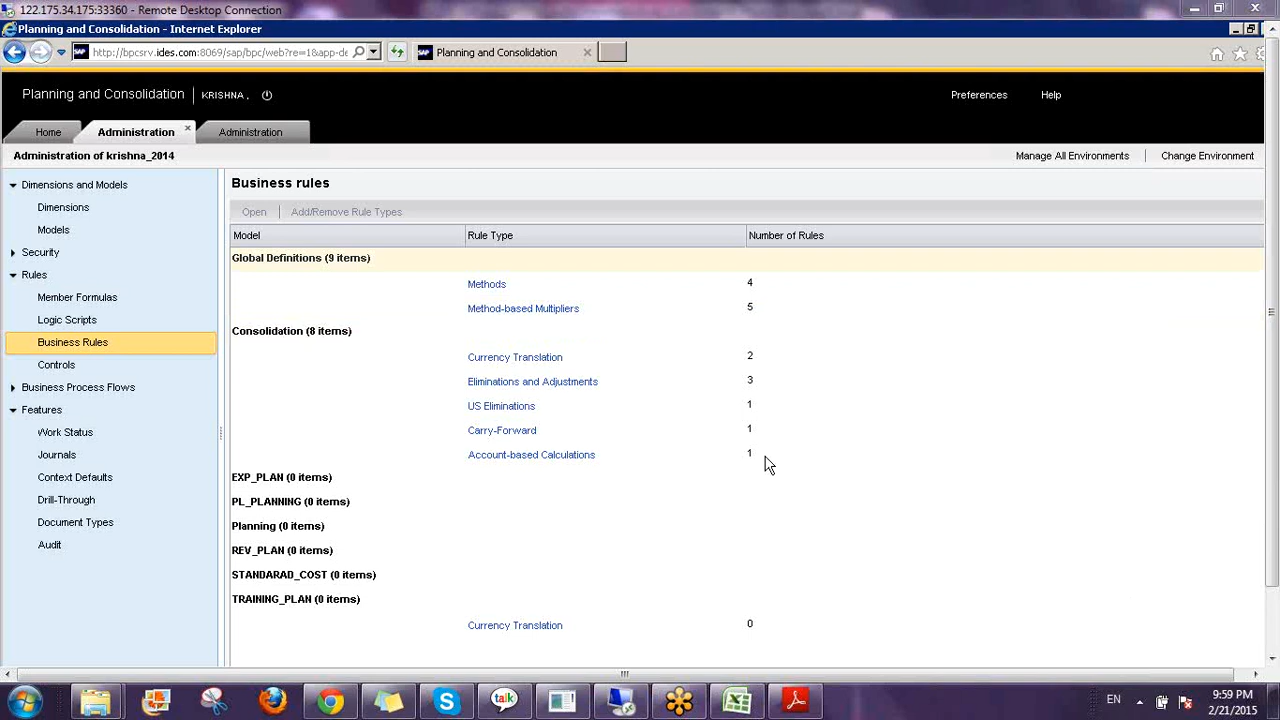 122.175.34.175:33360 - Remote Desktop Connection
Planning and Consolidation - Internet Explorer
http://bpcsrv.ides.com:8069/sap/bpc/web?re=1&app-de
SAP Planning and Consolidation
Planning and Consolidation KRISHNA . Preferences Help
Home Administration Administration
Administration of krishna_2014 Manage All Environments Change Environment
Dimensions and Models
Dimensions
Models
Security
Rules
Member Formulas
Logic Scripts
Business Rules
Controls
Business Process Flows
Features
Work Status
Journals
Context Defaults
Drill-Through
Document Types
Audit
Business rules
Open Add/Remove Rule Types
Model Rule Type Number of Rules
Global Definitions (9 items)
Methods 4
Method-based Multipliers 5
Consolidation (8 items)
Currency Translation 2
Eliminations and Adjustments 3
US Eliminations 1
Carry-Forward 1
Account-based Calculations 1
EXP_PLAN (0 items)
PL_PLANNING (0 items)
Planning (0 items)
REV_PLAN (0 items)
STANDARAD_COST (0 items)
TRAINING_PLAN (0 items)
Currency Translation 0
talk
EN 9:59 PM
2/21/2015